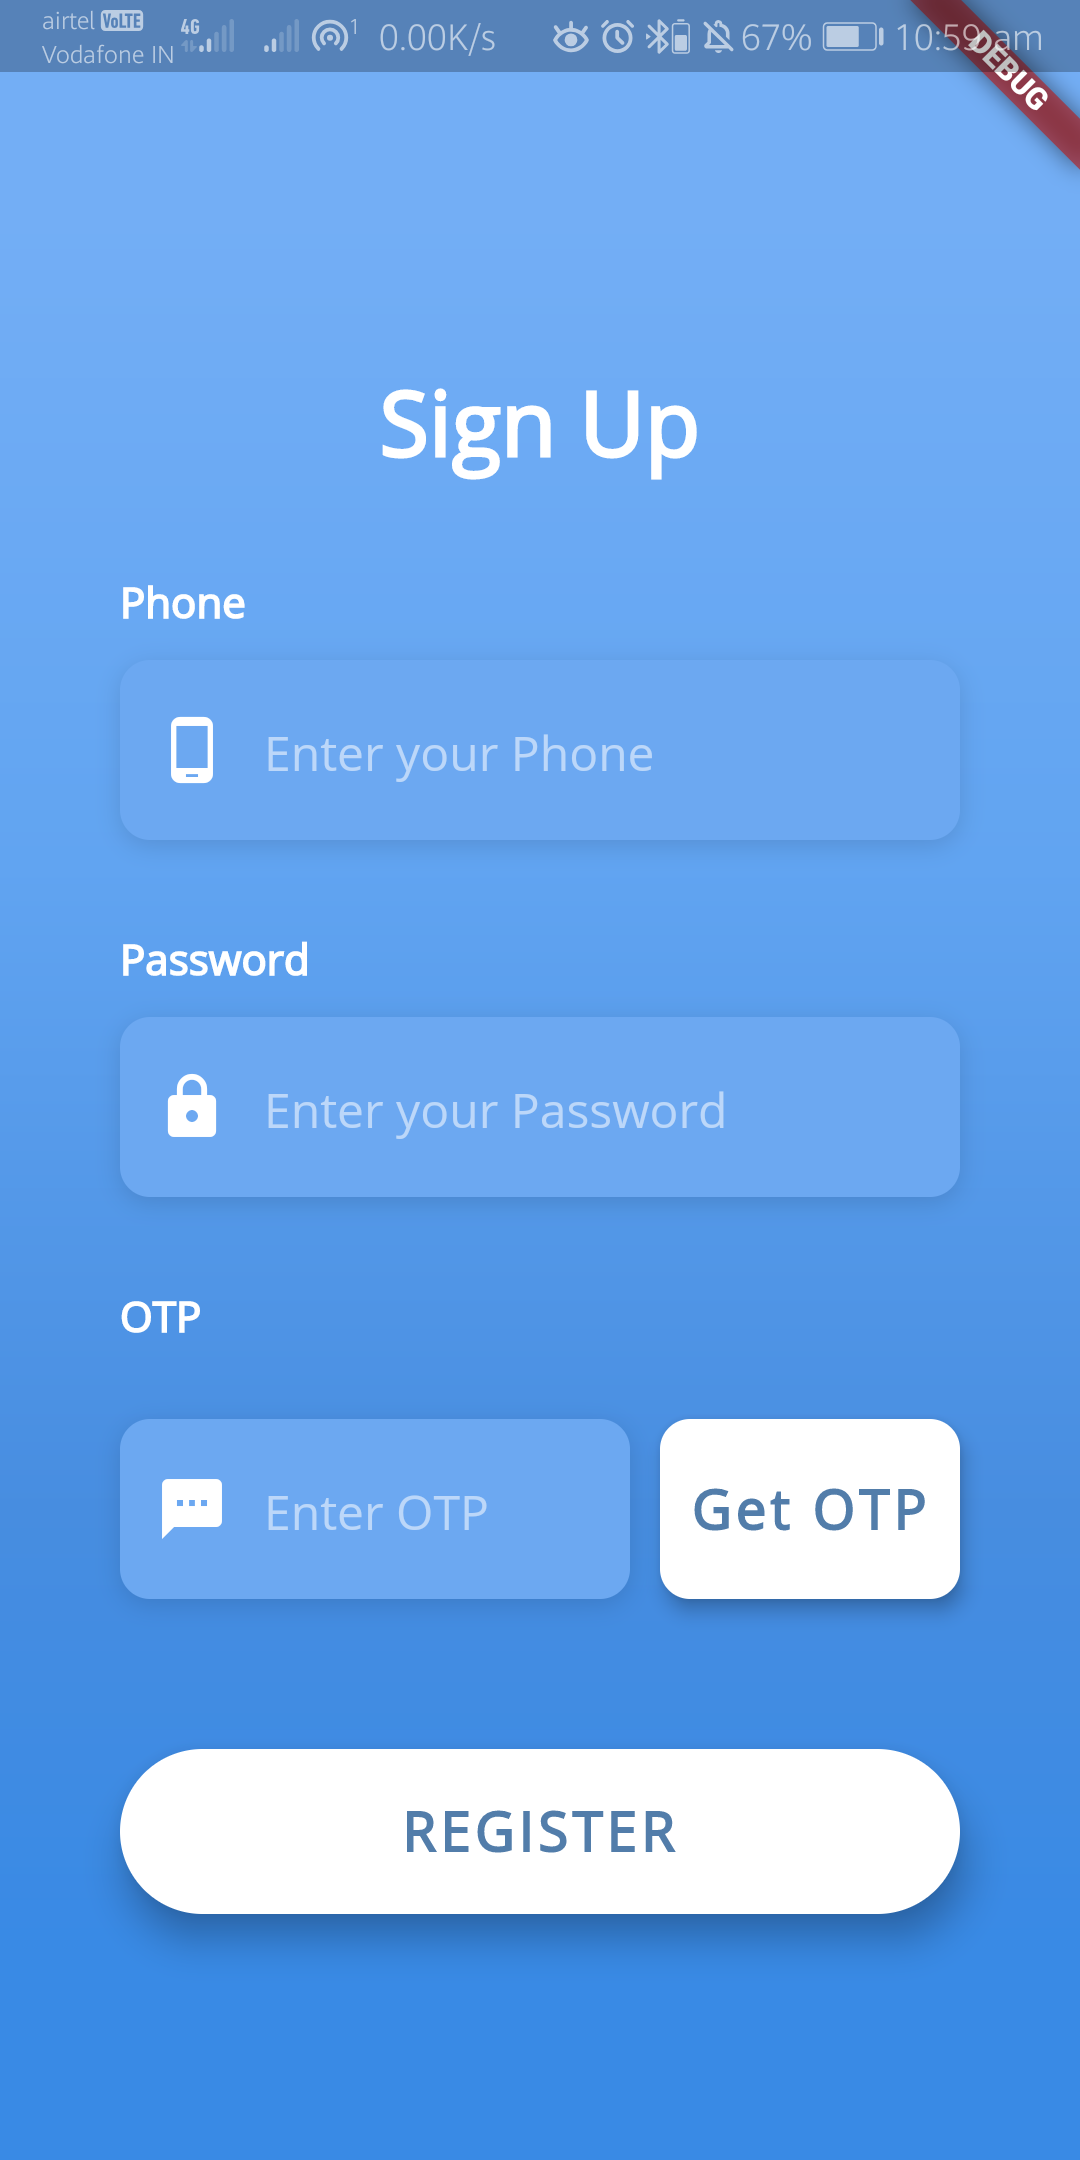 airtel VoLTE 4G 1 0.00K/s 67% 10:59 am
Vodafone IN
DEBUG
Sign Up
Phone
Enter your Phone
Password
Enter your Password
OTP
Enter OTP
Get OTP
REGISTER